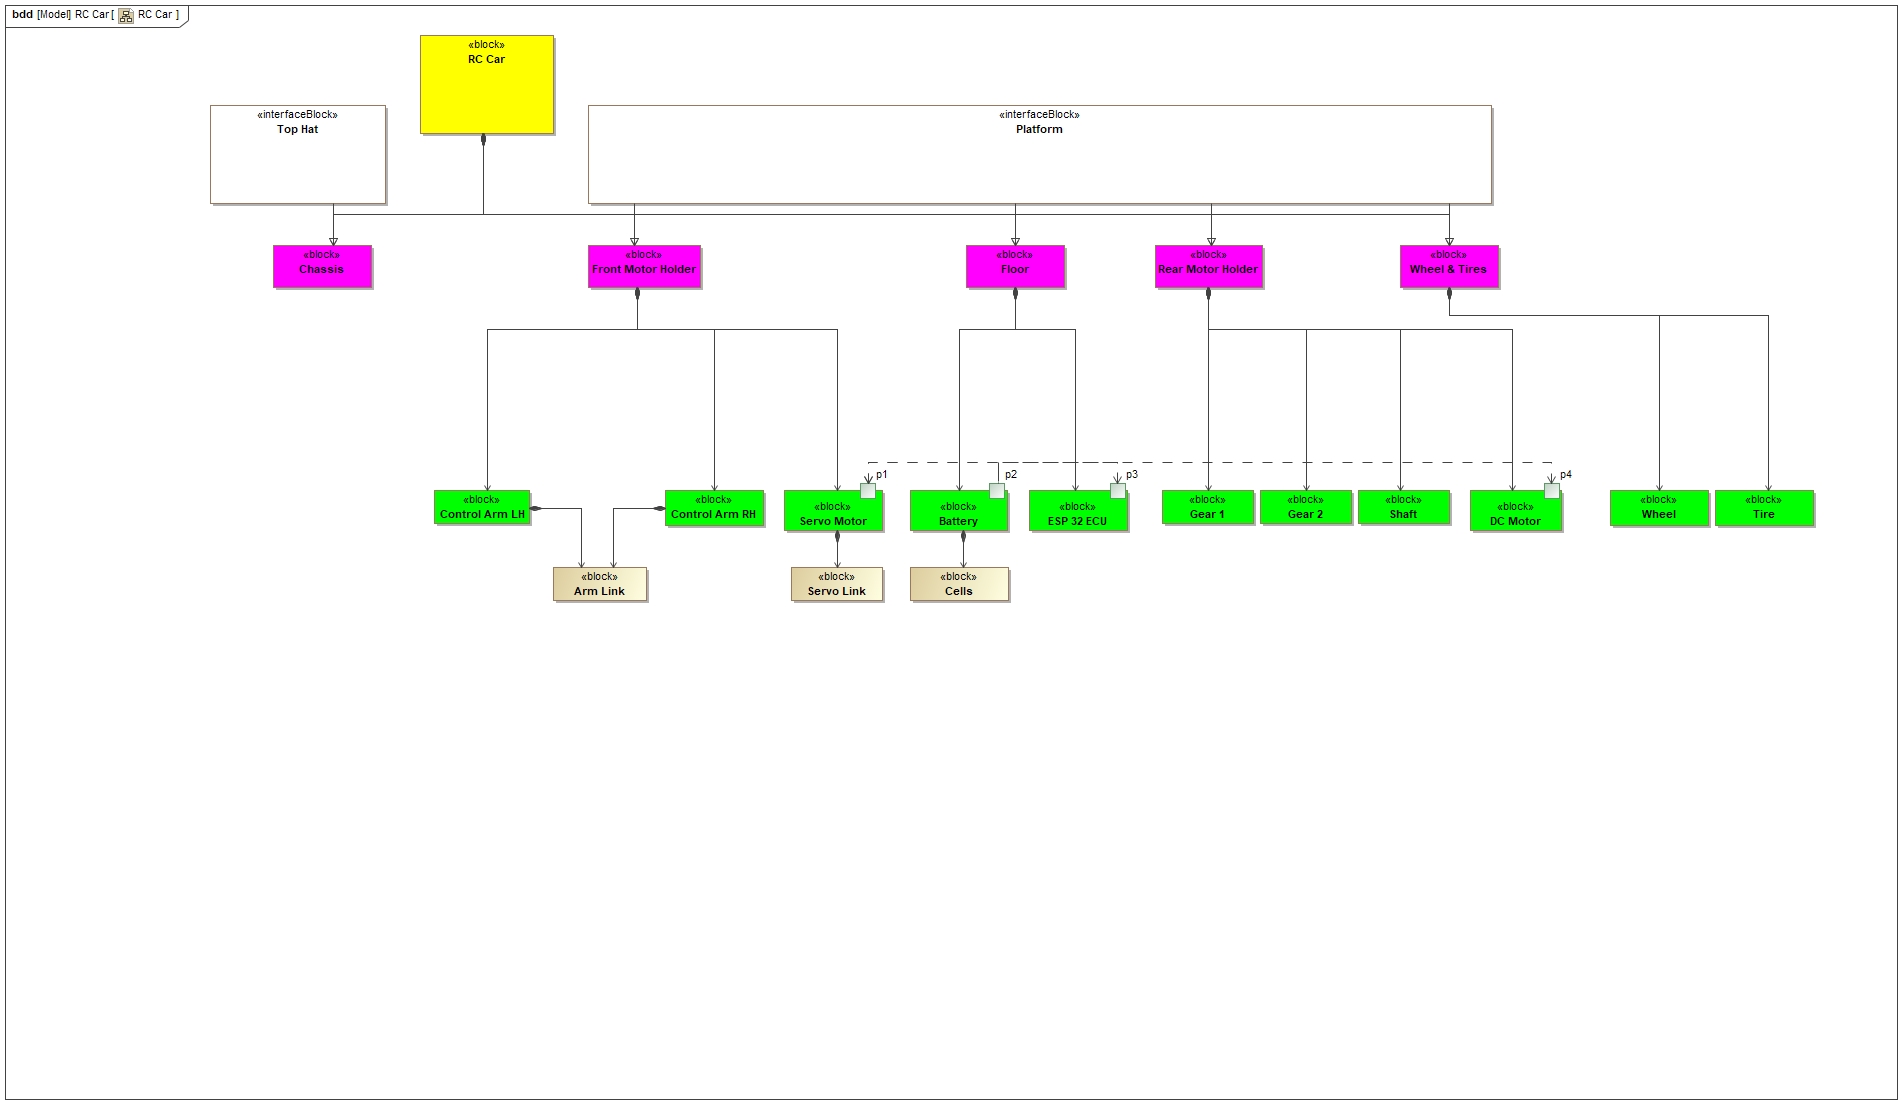 bdd [Model] RC Car [ RC Car ]
«block»
RC Car
«interfaceBlock»
Top Hat
«interfaceBlock»
Platform
«block»
Chassis
«block»
Front Motor Holder
«block»
Floor
«block»
Rear Motor Holder
«block»
Wheel & Tires
p1
p2
p3
p4
«block»
Control Arm LH
«block»
Control Arm RH
«block»
Servo Motor
«block»
Battery
«block»
ESP 32 ECU
«block»
Gear 1
«block»
Gear 2
«block»
Shaft
«block»
DC Motor
«block»
Wheel
«block»
Tire
«block»
Arm Link
«block»
Servo Link
«block»
Cells